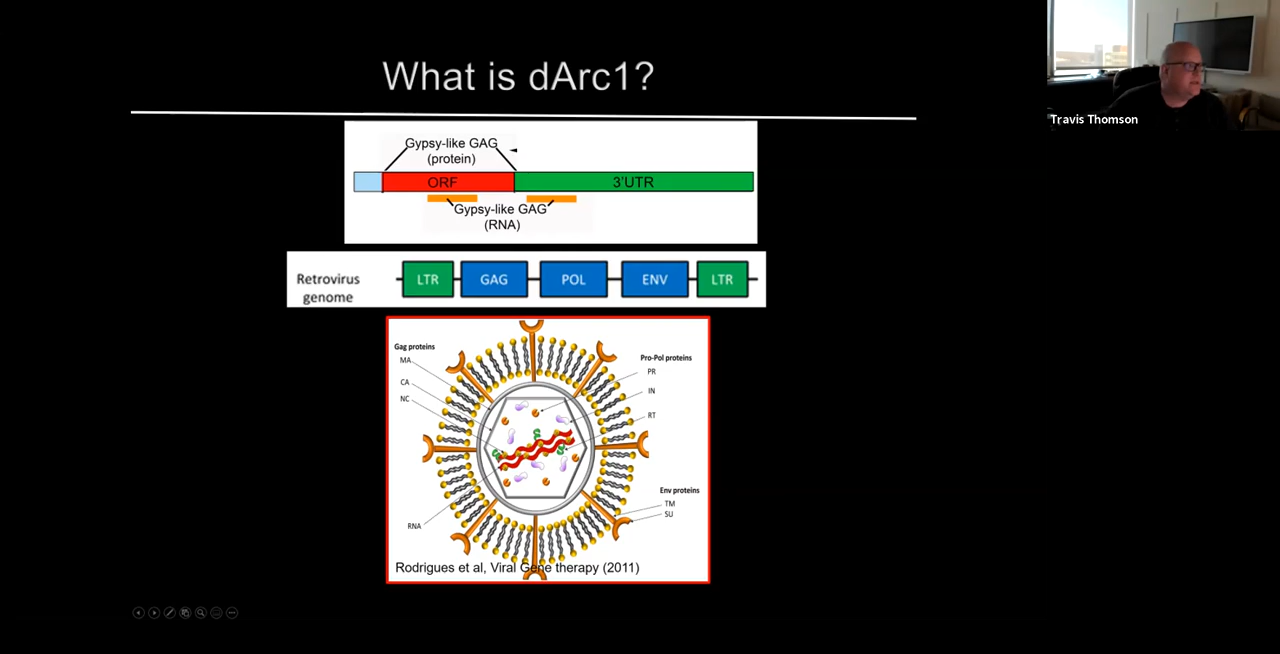 What is dArc1?
Travis Thomson
Gypsy-like GAG
(protein)
ORF
3'UTR
Gypsy-like GAG
(RNA)
Retrovirus
genome
LTR
GAG
POL
ENV
LTR
Gag proteins
MA
CA
NC
RNA
Pro-Pol proteins
PR
IN
RT
Env proteins
TM
SU
Rodrigues et al, Viral Gene therapy (2011)